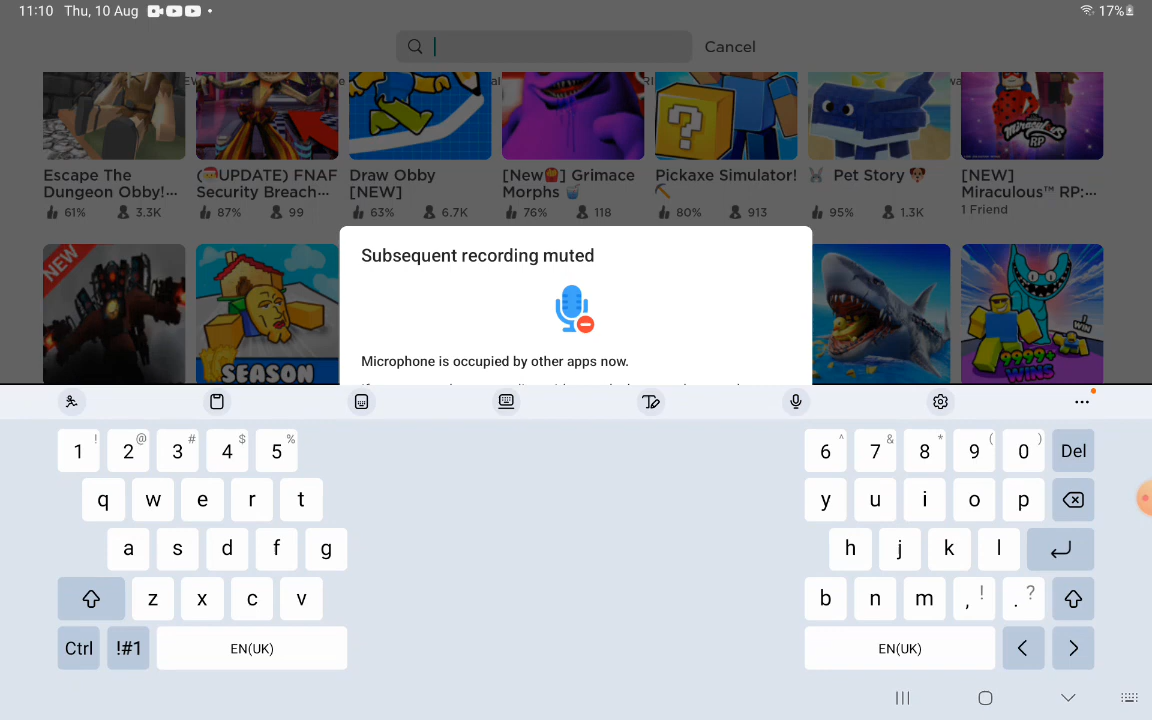 11:10 Thu, 10 Aug
17%
Cancel
Escape The
Dungeon Obby!-...
61% 3.3K
(🎅UPDATE) FNAF
Security Breach-...
87% 99
Draw Obby
[NEW]
63% 6.7K
[New🍟] Grimace
Morphs 🥤
76% 118
Pickaxe Simulator!
⛏️
80% 913
🐰 Pet Story 🐶
95% 1.3K
Miraculous RP
[NEW]
Miraculous™ RP:...
1 Friend
NEW
SEASON
WIN
9999+
WINS
Subsequent recording muted
Microphone is occupied by other apps now.
1 ! 2 @ 3 # 4 $ 5 % 6 ^ 7 & 8 * 9 ( 0 ) Del
q w e r t y u i o p
a s d f g h j k l
z x c v b n m , ! . ?
Ctrl !#1 EN(UK) EN(UK) < >